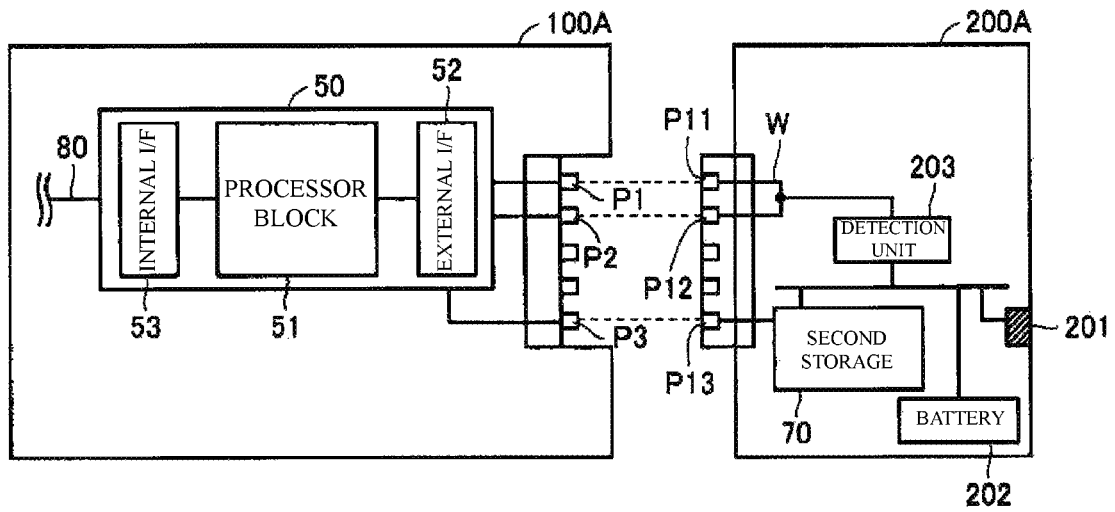 100A
200A
50
52
80
INTERNAL I/F
PROCESSOR
BLOCK
EXTERNAL I/F
53
51
P1
P2
P3
P11
W
P12
P13
203
DETECTION
UNIT
SECOND
STORAGE
201
70
BATTERY
202